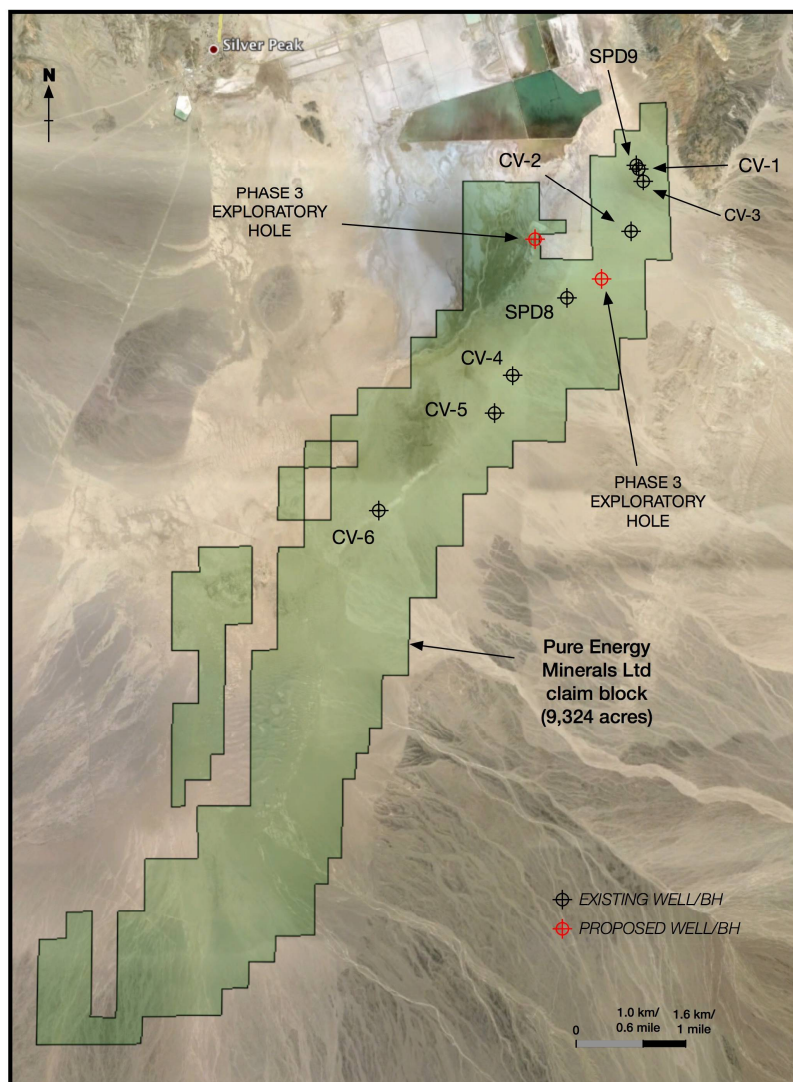 Silver Peak
N
SPD9
CV-2
CV-1
CV-3
PHASE 3
EXPLORATORY
HOLE
SPD8
CV-4
CV-5
PHASE 3
EXPLORATORY
HOLE
CV-6
Pure Energy
Minerals Ltd
claim block
(9,324 acres)
EXISTING WELL/BH
PROPOSED WELL/BH
0
1.0 km/
0.6 mile
1.6 km/
1 mile